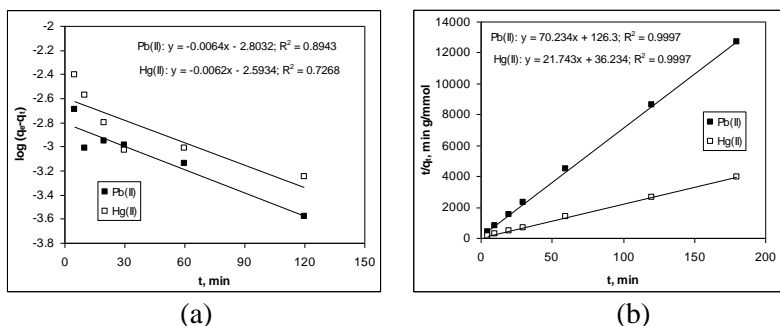 -2
-2.2
-2.4
-2.6
-2.8
-3
-3.2
-3.4
-3.6
-3.8
log (qe-qt)
Pb(II): y = -0.0064x - 2.8032; R² = 0.8943
Hg(II): y = -0.0062x - 2.5934; R² = 0.7268
Pb(II)
Hg(II)
0 30 60 90 120 150
t, min
(a)
14000
12000
10000
8000
6000
4000
2000
0
t/qt, min g/mmol
Pb(II): y = 70.234x + 126.3; R² = 0.9997
Hg(II): y = 21.743x + 36.234; R² = 0.9997
Pb(II)
Hg(II)
0 50 100 150 200
t, min
(b)